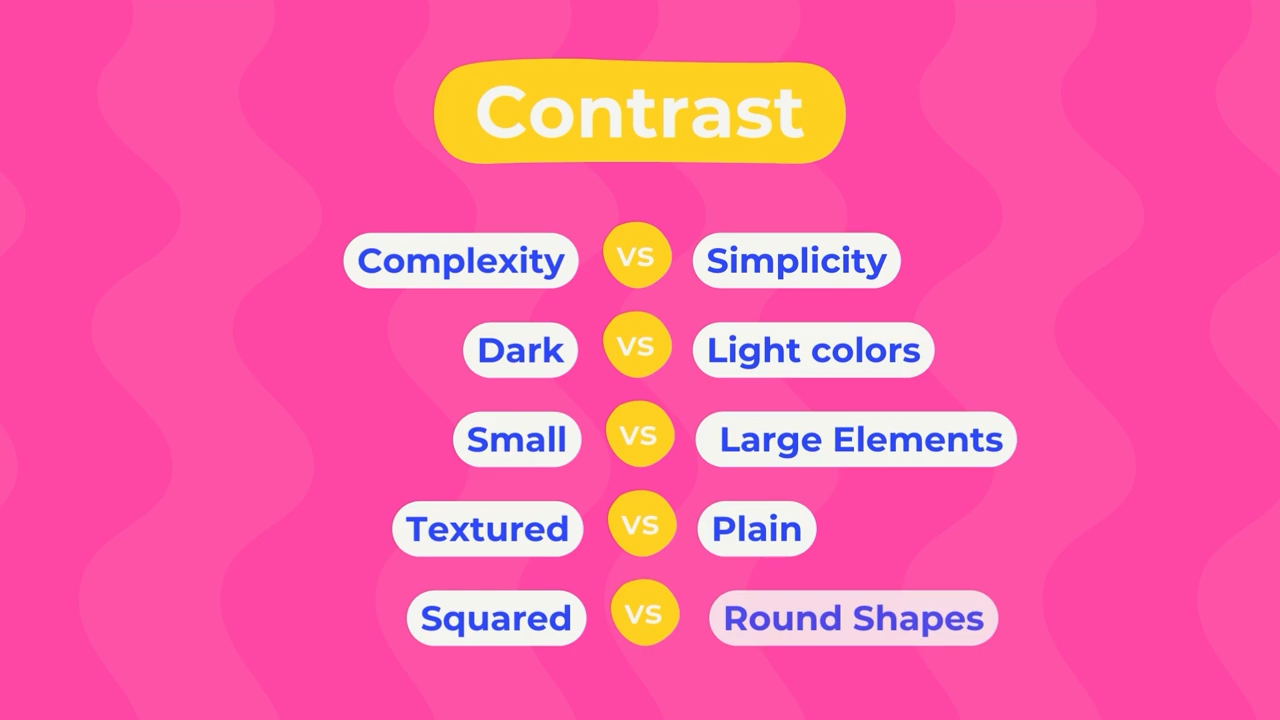 Contrast
Complexity vs Simplicity
Dark vs Light colors
Small vs Large Elements
Textured vs Plain
Squared vs Round Shapes